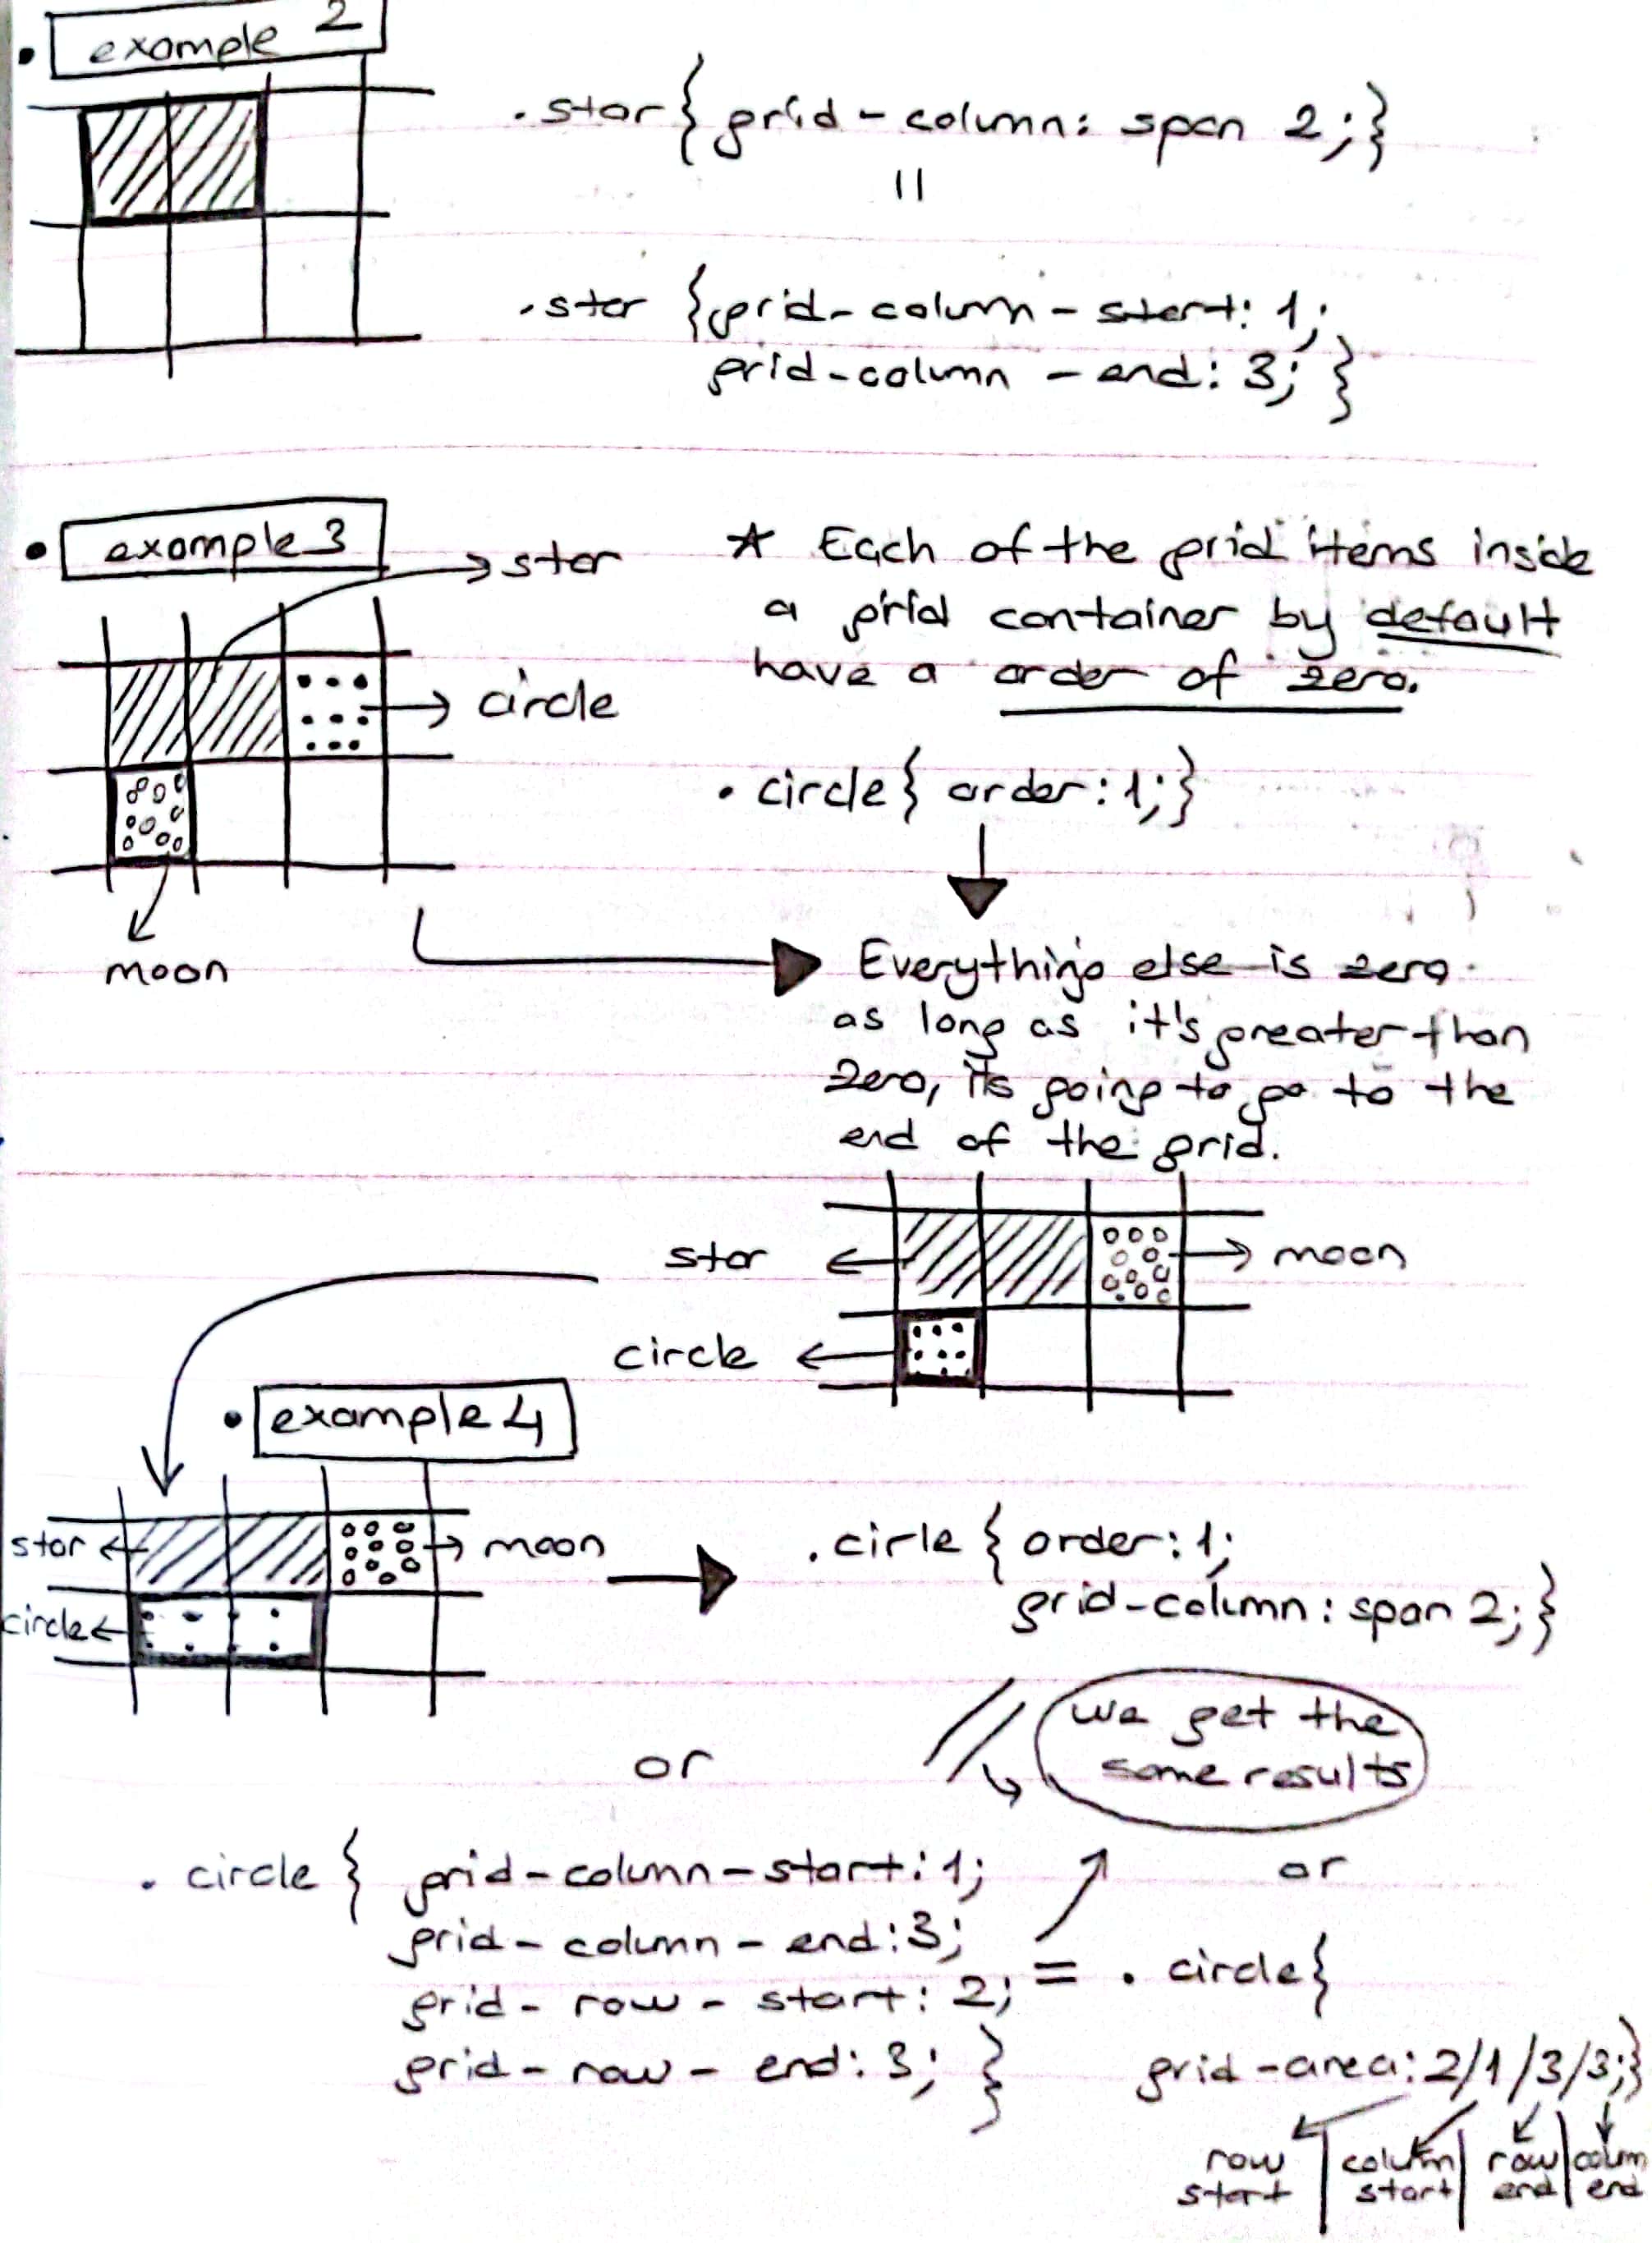 • example 2
.star{ grid-column: span 2;}
=
.star {grid-column-start: 1;
grid-column-end: 3; }
• example 3
star
circle
moon
* Each of the grid items inside
a grid container by default
have a order of zero.
.circle{ order:1;}
Everything else is zero.
as long as it's greater than
zero, its going to go to the
end of the grid.
star
moon
circle
• example 4
star
moon
circle
.cirle { order:1;
grid-column: span 2;}
we get the
same results
or
.circle { grid-column-start: 1;
grid-column-end: 3;
grid-row-start: 2;
grid-row-end: 3; }
or
= .circle{
grid-area: 2/1/3/3;}
row start | column start | row end | colum end